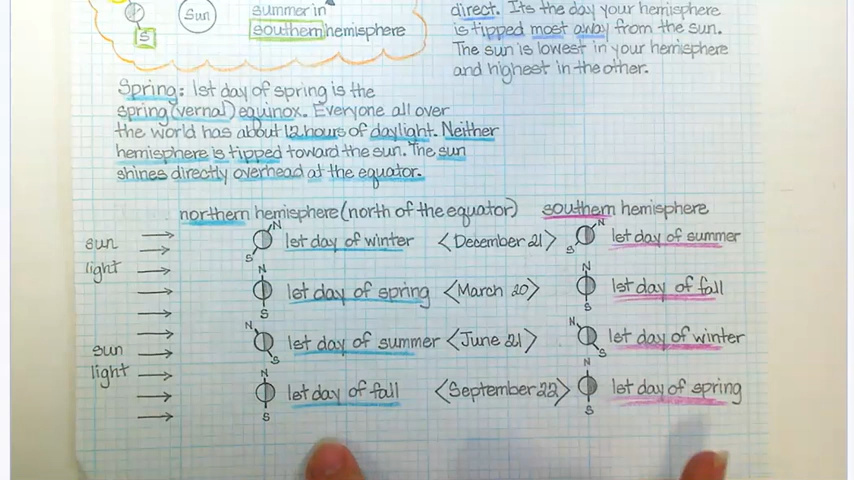 S
Sun
summer in
southern hemisphere
direct. Its the day your hemisphere
is tipped most away from the sun.
The sun is lowest in your hemisphere
and highest in the other.
Spring: 1st day of spring is the
spring (vernal) equinox. Everyone all over
the world has about 12 hours of daylight. Neither
hemisphere is tipped toward the sun. The sun
shines directly overhead at the equator.
northern hemisphere (north of the equator) southern hemisphere
sun
light
N
S
1st day of winter <December 21>
N
S
1st day of summer
N
S
1st day of spring <March 20>
N
S
1st day of fall
sun
light
N
S
1st day of summer <June 21>
N
S
1st day of winter
N
S
1st day of fall <September 22>
N
S
1st day of spring